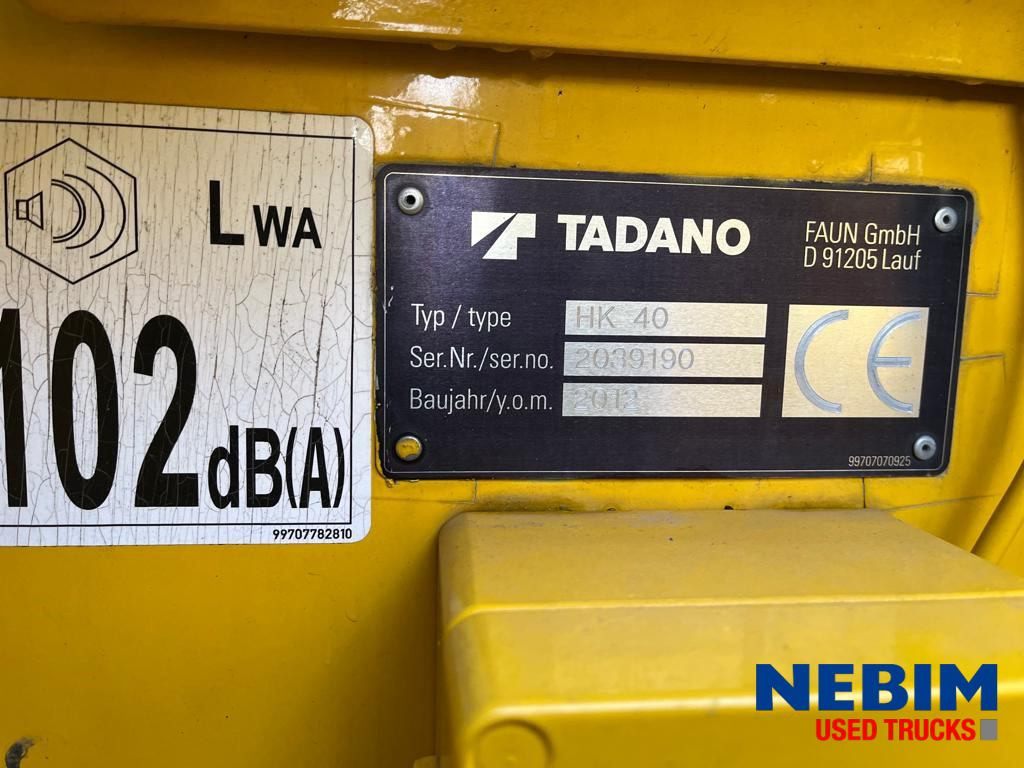 LWA
102 dB(A)
99707782810
TADANO
FAUN GmbH
D 91205 Lauf
Typ / type HK 40
Ser.Nr./ser.no. 2039190
Baujahr/y.o.m. 2012
CE
99707070925
NEBIM
USED TRUCKS